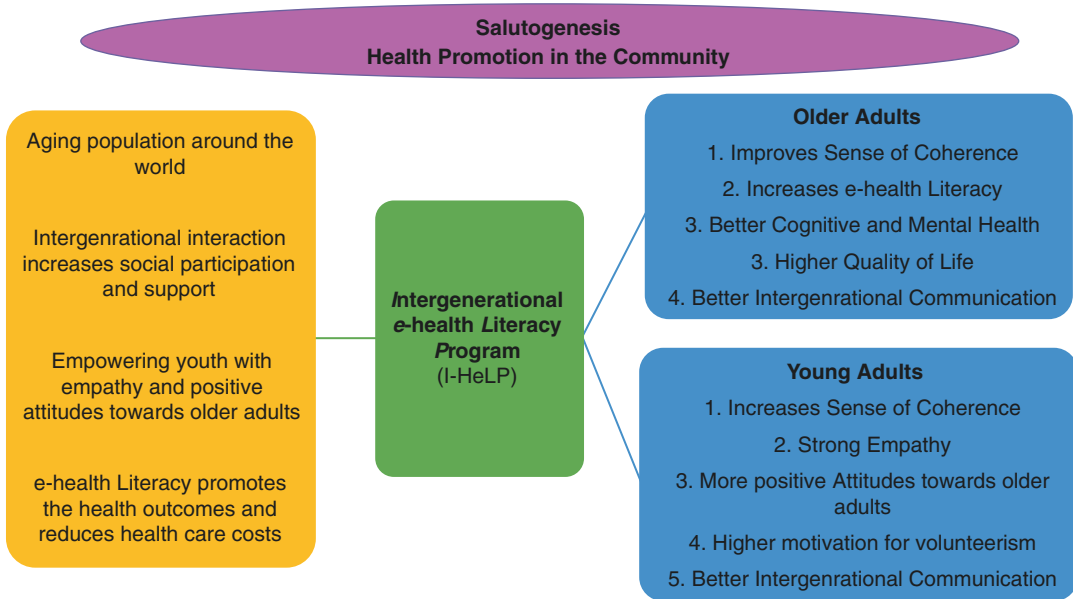 Salutogenesis
Health Promotion in the Community
Aging population around the
world
Intergenrational interaction
increases social participation
and support
Empowering youth with
empathy and positive
attitudes towards older adults
e-health Literacy promotes
the health outcomes and
reduces health care costs
Intergenerational
e-health Literacy
Program
(I-HeLP)
Older Adults
1. Improves Sense of Coherence
2. Increases e-health Literacy
3. Better Cognitive and Mental Health
3. Higher Quality of Life
4. Better Intergenrational Communication
Young Adults
1. Increases Sense of Coherence
2. Strong Empathy
3. More positive Attitudes towards older
adults
4. Higher motivation for volunteerism
5. Better Intergenrational Communication